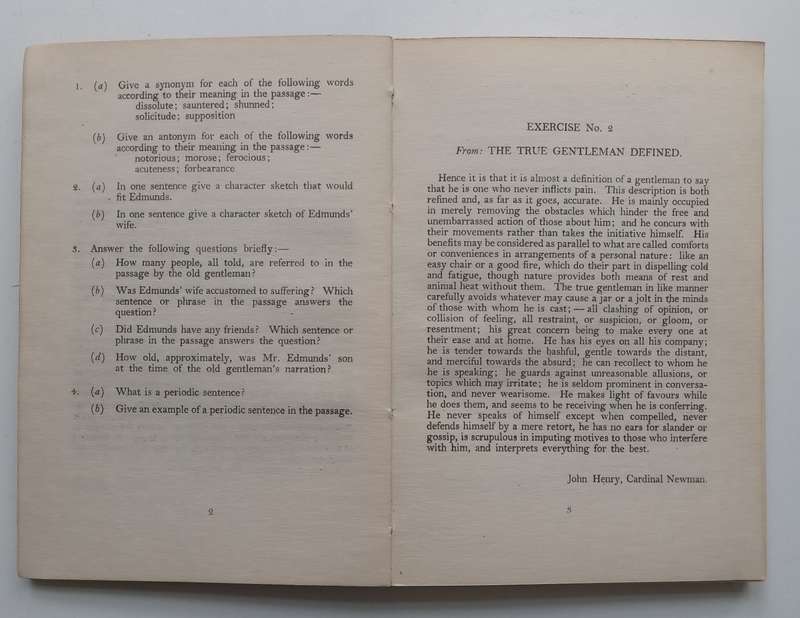 1. (a) Give a synonym for each of the following words
according to their meaning in the passage:—
dissolute; sauntered; shunned;
solicitude; supposition
(b) Give an antonym for each of the following words
according to their meaning in the passage:—
notorious; morose; ferocious;
acuteness; forbearance
2. (a) In one sentence give a character sketch that would
fit Edmunds.
(b) In one sentence give a character sketch of Edmunds'
wife.
3. Answer the following questions briefly:—
(a) How many people, all told, are referred to in the
passage by the old gentleman?
(b) Was Edmunds' wife accustomed to suffering? Which
sentence or phrase in the passage answers the
question?
(c) Did Edmunds have any friends? Which sentence or
phrase in the passage answers the question?
(d) How old, approximately, was Mr. Edmunds' son
at the time of the old gentleman's narration?
4. (a) What is a periodic sentence?
(b) Give an example of a periodic sentence in the passage.
2
EXERCISE No. 2
From: THE TRUE GENTLEMAN DEFINED.
Hence it is that it is almost a definition of a gentleman to say
that he is one who never inflicts pain. This description is both
refined and, as far as it goes, accurate. He is mainly occupied
in merely removing the obstacles which hinder the free and
unembarrassed action of those about him; and he concurs with
their movements rather than takes the initiative himself. His
benefits may be considered as parallel to what are called comforts
or conveniences in arrangements of a personal nature: like an
easy chair or a good fire, which do their part in dispelling cold
and fatigue, though nature provides both means of rest and
animal heat without them. The true gentleman in like manner
carefully avoids whatever may cause a jar or a jolt in the minds
of those with whom he is cast; — all clashing of opinion, or
collision of feeling, all restraint, or suspicion, or gloom, or
resentment; his great concern being to make every one at
their ease and at home. He has his eyes on all his company;
he is tender towards the bashful, gentle towards the distant,
and merciful towards the absurd; he can recollect to whom he
he is speaking; he guards against unreasonable allusions, or
topics which may irritate; he is seldom prominent in conversa-
tion, and never wearisome. He makes light of favours while
he does them, and seems to be receiving when he is conferring.
He never speaks of himself except when compelled, never
defends himself by a mere retort, he has no ears for slander or
gossip, is scrupulous in imputing motives to those who interfere
with him, and interprets everything for the best.
John Henry, Cardinal Newman.
3